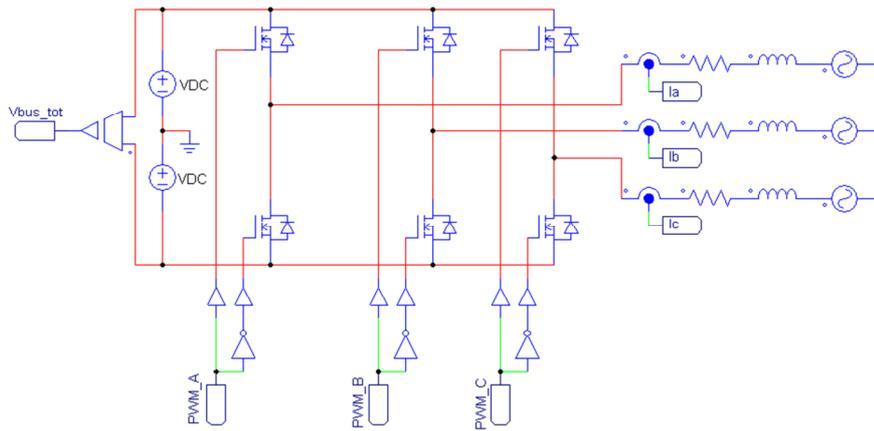 VDC
Vbus_tot
VDC
Ia
Ib
Ic
PWM_A
PWM_B
PWM_C